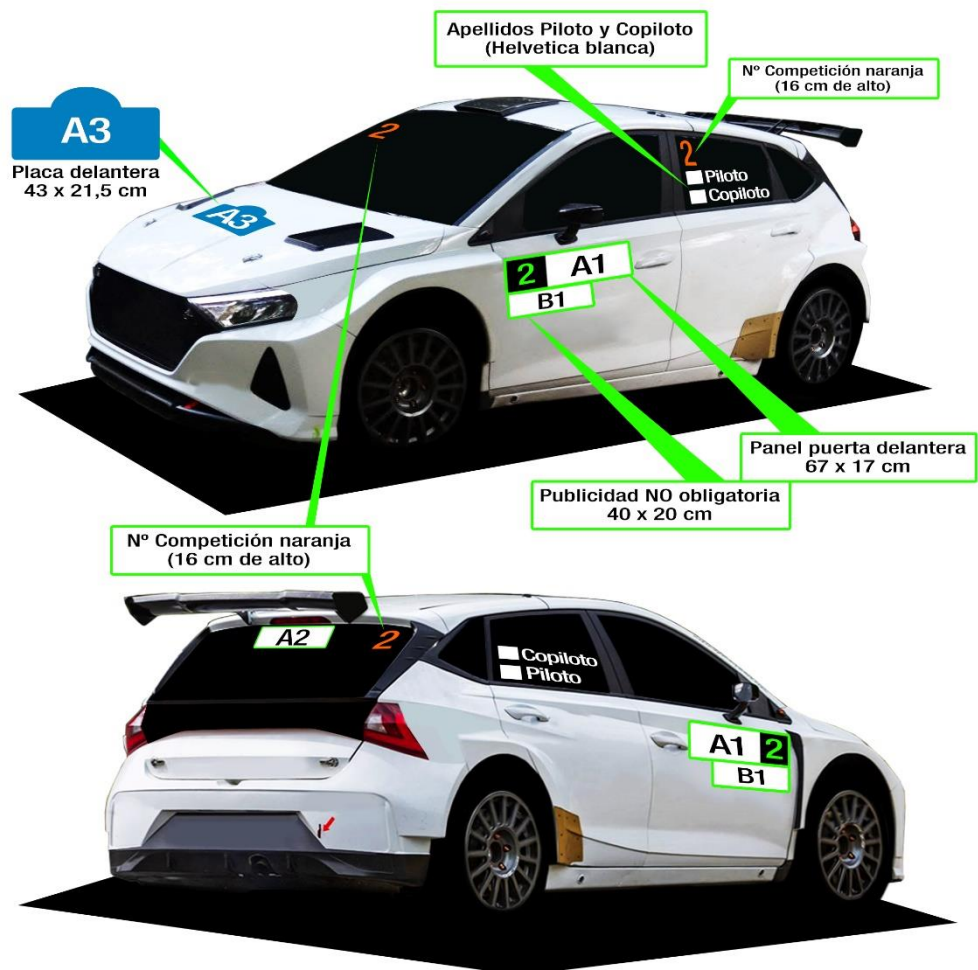 Apellidos Piloto y Copiloto
(Helvetica blanca)
Nº Competición naranja
(16 cm de alto)
A3
Placa delantera
43 x 21,5 cm
2
2
Piloto
Copiloto
A3
2 A1
B1
Panel puerta delantera
67 x 17 cm
Publicidad NO obligatoria
40 x 20 cm
Nº Competición naranja
(16 cm de alto)
A2
2
Copiloto
Piloto
A1 2
B1